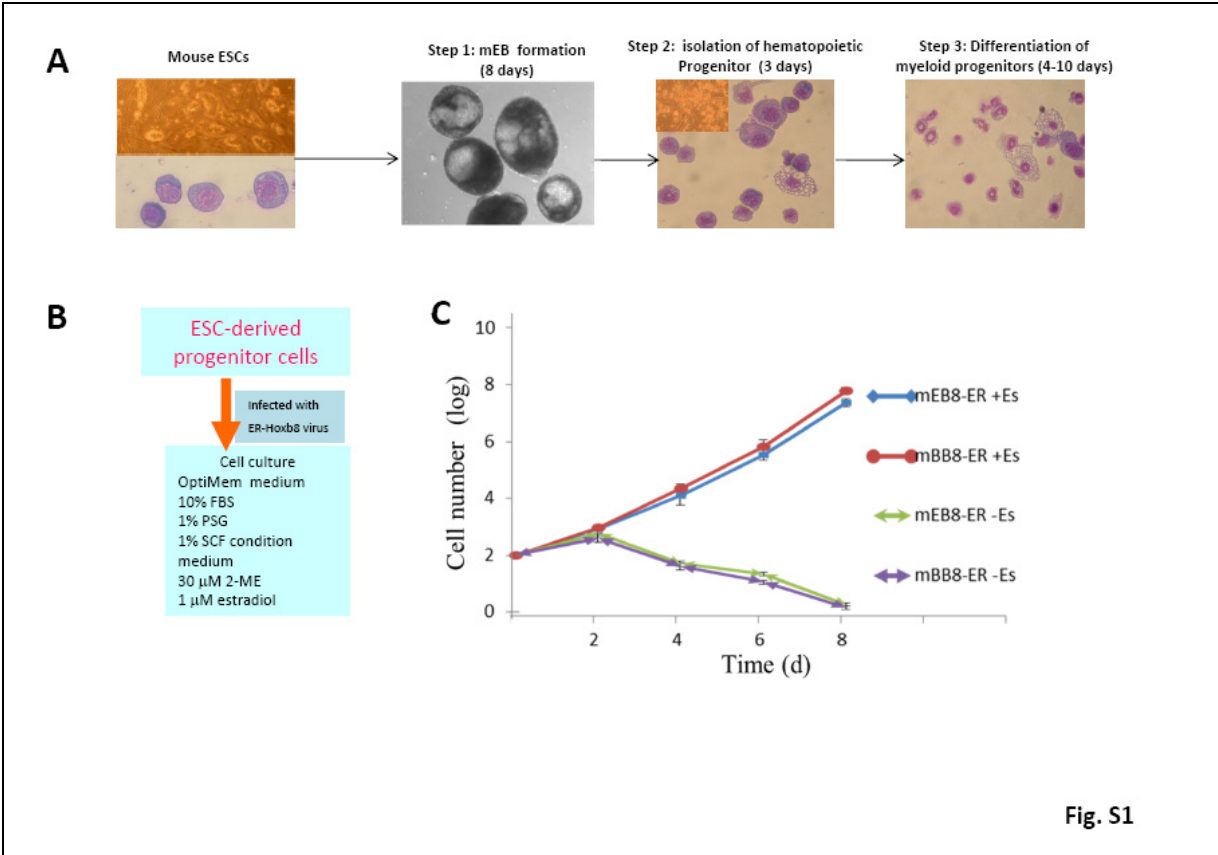 A
Mouse ESCs
Step 1: mEB formation
(8 days)
Step 2: isolation of hematopoietic
Progenitor (3 days)
Step 3: Differentiation of
myeloid progenitors (4-10 days)
B
ESC-derived
progenitor cells
Infected with
ER-Hoxb8 virus
Cell culture
OptiMem medium
10% FBS
1% PSG
1% SCF condition
medium
30 μM 2-ME
1 μM estradiol
C
Cell number (log)
10
8
6
4
2
0
2 4 6 8
Time (d)
mEB8-ER +Es
mBB8-ER +Es
mEB8-ER -Es
mBB8-ER -Es
Fig. S1